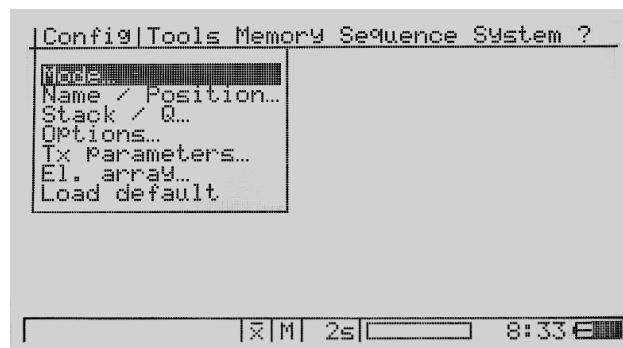 Config Tools Memory Sequence System ?
Mode...
Name / Position...
Stack / Q...
Options...
Tx parameters...
El. array...
Load default
x̅ M 2s 8:33